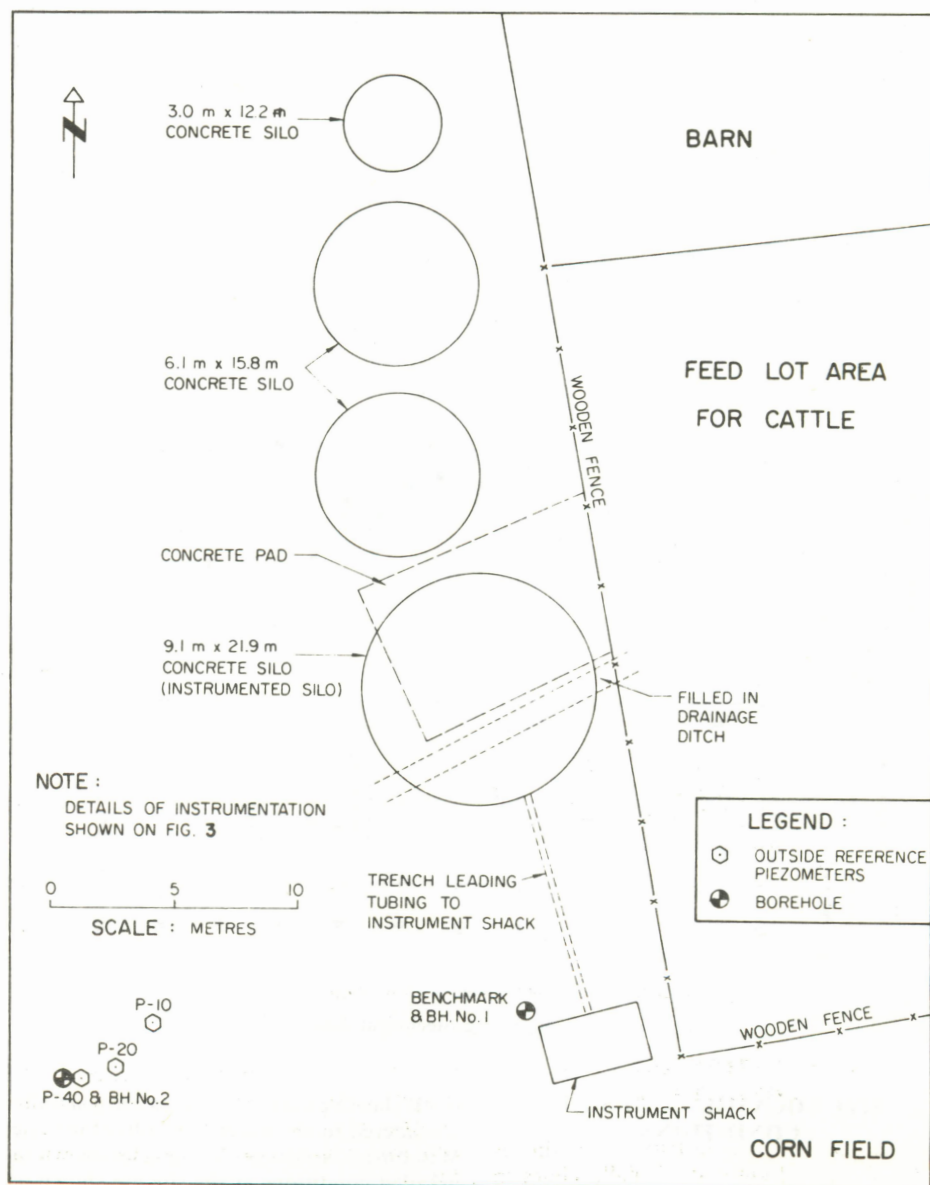 N
3.0 m x 12.2 m
CONCRETE SILO
BARN
6.1 m x 15.8 m
CONCRETE SILO
FEED LOT AREA
FOR CATTLE
WOODEN FENCE
CONCRETE PAD
9.1 m x 21.9 m
CONCRETE SILO
(INSTRUMENTED SILO)
FILLED IN
DRAINAGE
DITCH
NOTE :
DETAILS OF INSTRUMENTATION
SHOWN ON FIG. 3
0 5 10
SCALE : METRES
TRENCH LEADING
TUBING TO
INSTRUMENT SHACK
LEGEND :
OUTSIDE REFERENCE
PIEZOMETERS
BOREHOLE
P-10
P-20
P-40 & BH. No. 2
BENCHMARK
& BH. No. 1
WOODEN FENCE
INSTRUMENT SHACK
CORN FIELD